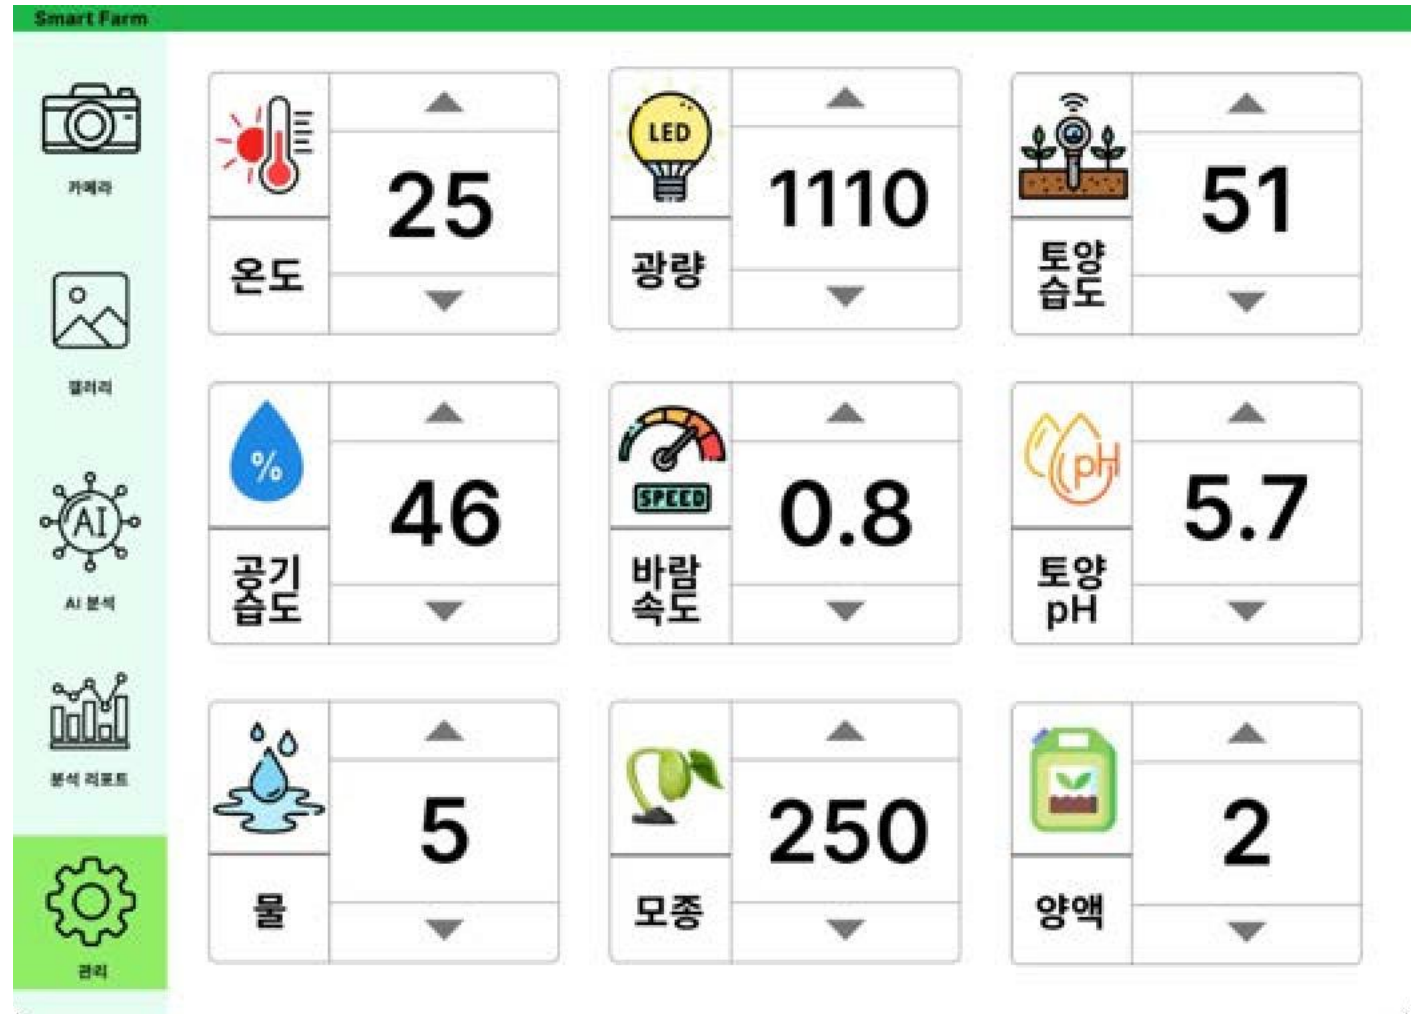 Smart Farm
카메라
갤러리
AI
AI 분석
분석 리포트
관리
25
온도
LED
1110
광량
51
토양
습도
%
46
공기
습도
SPEED
0.8
바람
속도
pH
5.7
토양
pH
5
물
250
모종
2
양액